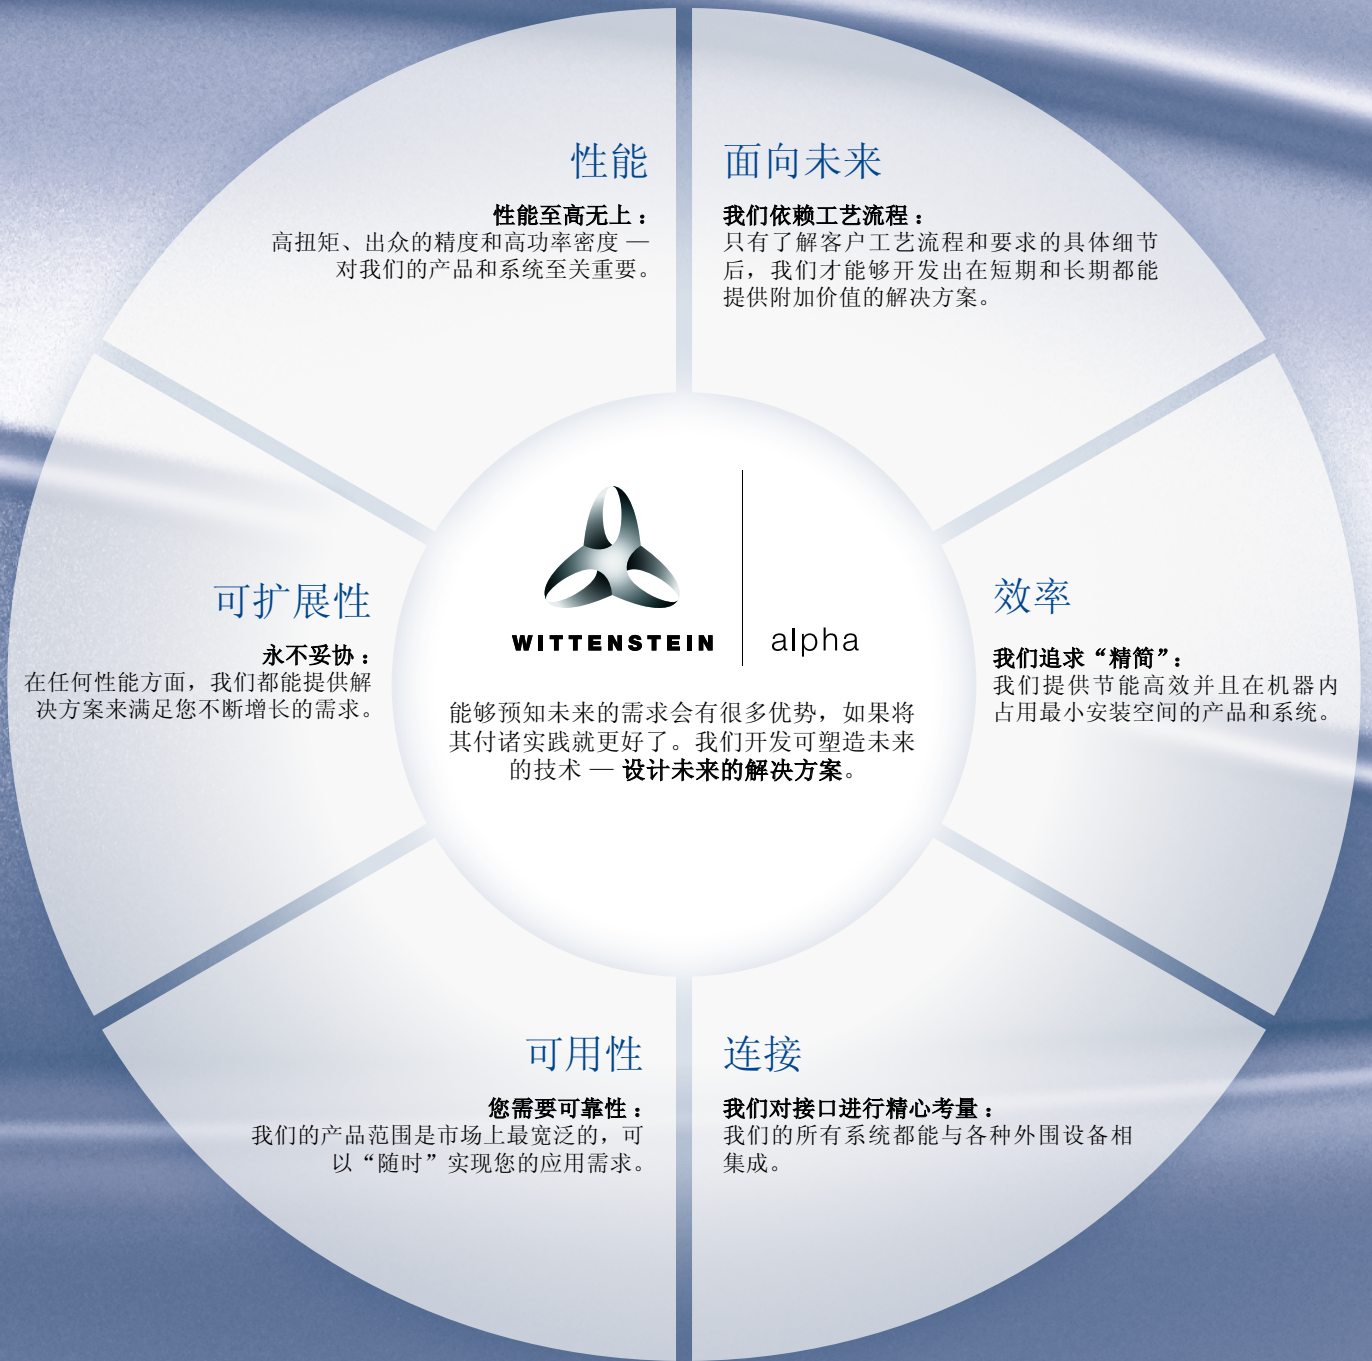 性能
性能至高无上：
高扭矩、出众的精度和高功率密度 —
对我们的产品和系统至关重要。
面向未来
我们依赖工艺流程：
只有了解客户工艺流程和要求的具体细节
后，我们才能够开发出在短期和长期都能
提供附加价值的解决方案。
可扩展性
永不妥协：
在任何性能方面，我们都能提供解
决方案来满足您不断增长的需求。
WITTENSTEIN
alpha
能够预知未来的需求会有很多优势，如果将
其付诸实践就更好了。我们开发可塑造未来
的技术 — 设计未来的解决方案。
效率
我们追求“精简”：
我们提供节能高效并且在机器内
占用最小安装空间的产品和系统。
可用性
您需要可靠性：
我们的产品范围是市场上最宽泛的，可
以“随时”实现您的应用需求。
连接
我们对接口进行精心考量：
我们的所有系统都能与各种外围设备相
集成。